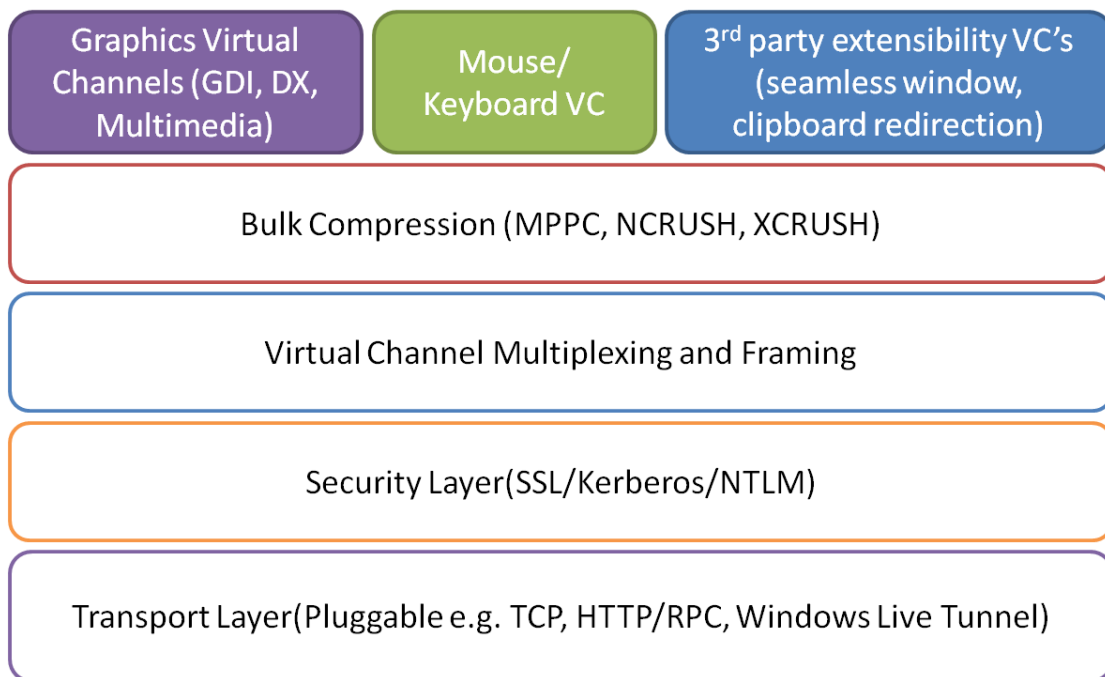 Graphics Virtual
Channels (GDI, DX,
Multimedia)
Mouse/
Keyboard VC
3rd party extensibility VC’s
(seamless window,
clipboard redirection)
Bulk Compression (MPPC, NCRUSH, XCRUSH)
Virtual Channel Multiplexing and Framing
Security Layer(SSL/Kerberos/NTLM)
Transport Layer(Pluggable e.g. TCP, HTTP/RPC, Windows Live Tunnel)